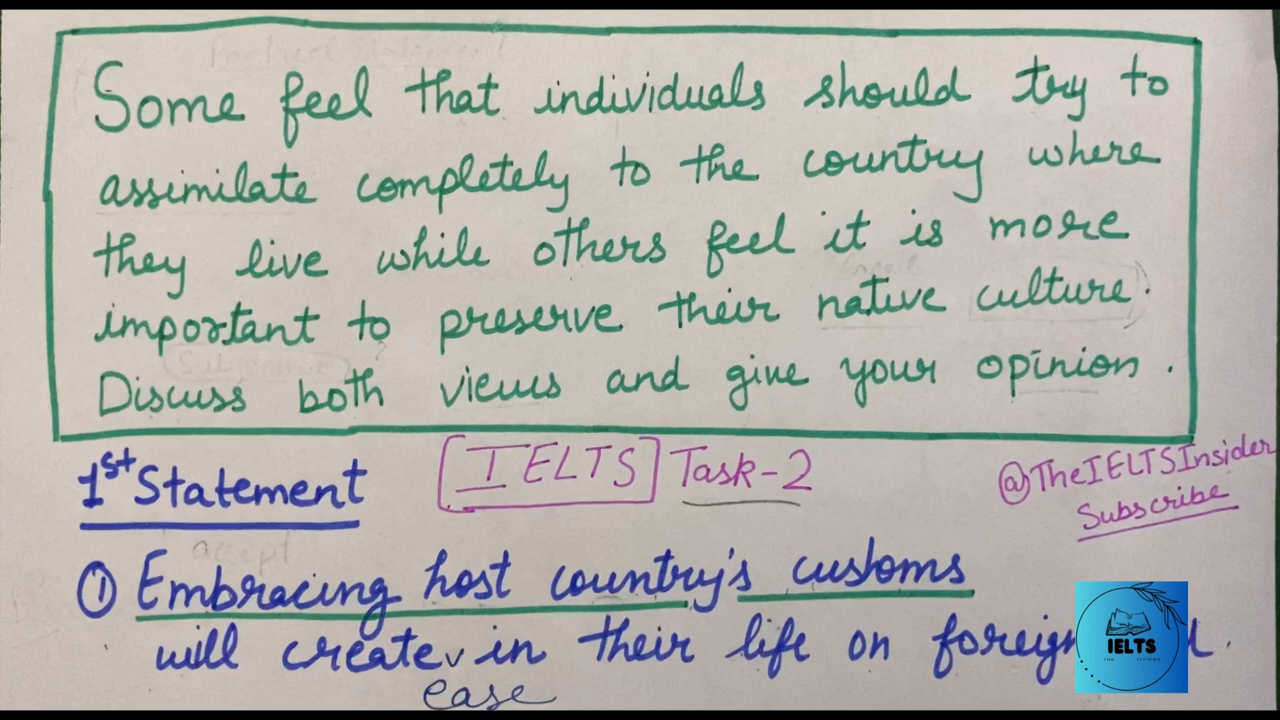 Some feel that individuals should try to
assimilate completely to the country where
they live while others feel it is more
important to preserve their native culture.
Discuss both views and give your opinion.
1st Statement
[IELTS] Task-2
@TheIELTSInsider
Subscribe
① Embracing host country's customs
will create ease in their life on
IELTS